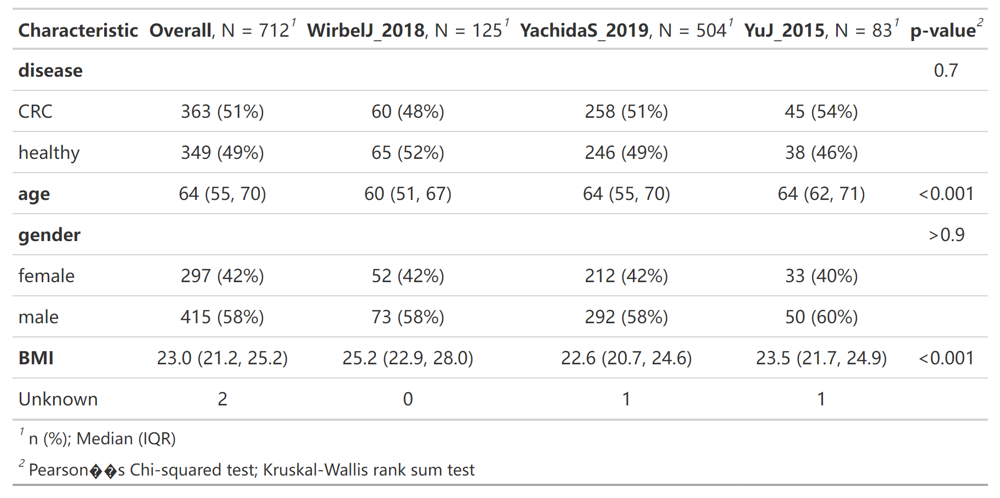 Characteristic Overall, N = 712¹ WirbelJ_2018, N = 125¹ YachidaS_2019, N = 504¹ YuJ_2015, N = 83¹ p-value²
disease 0.7
CRC 363 (51%) 60 (48%) 258 (51%) 45 (54%)
healthy 349 (49%) 65 (52%) 246 (49%) 38 (46%)
age 64 (55, 70) 60 (51, 67) 64 (55, 70) 64 (62, 71) <0.001
gender >0.9
female 297 (42%) 52 (42%) 212 (42%) 33 (40%)
male 415 (58%) 73 (58%) 292 (58%) 50 (60%)
BMI 23.0 (21.2, 25.2) 25.2 (22.9, 28.0) 22.6 (20.7, 24.6) 23.5 (21.7, 24.9) <0.001
Unknown 2 0 1 1
¹ n (%); Median (IQR)
² Pearson��s Chi-squared test; Kruskal-Wallis rank sum test